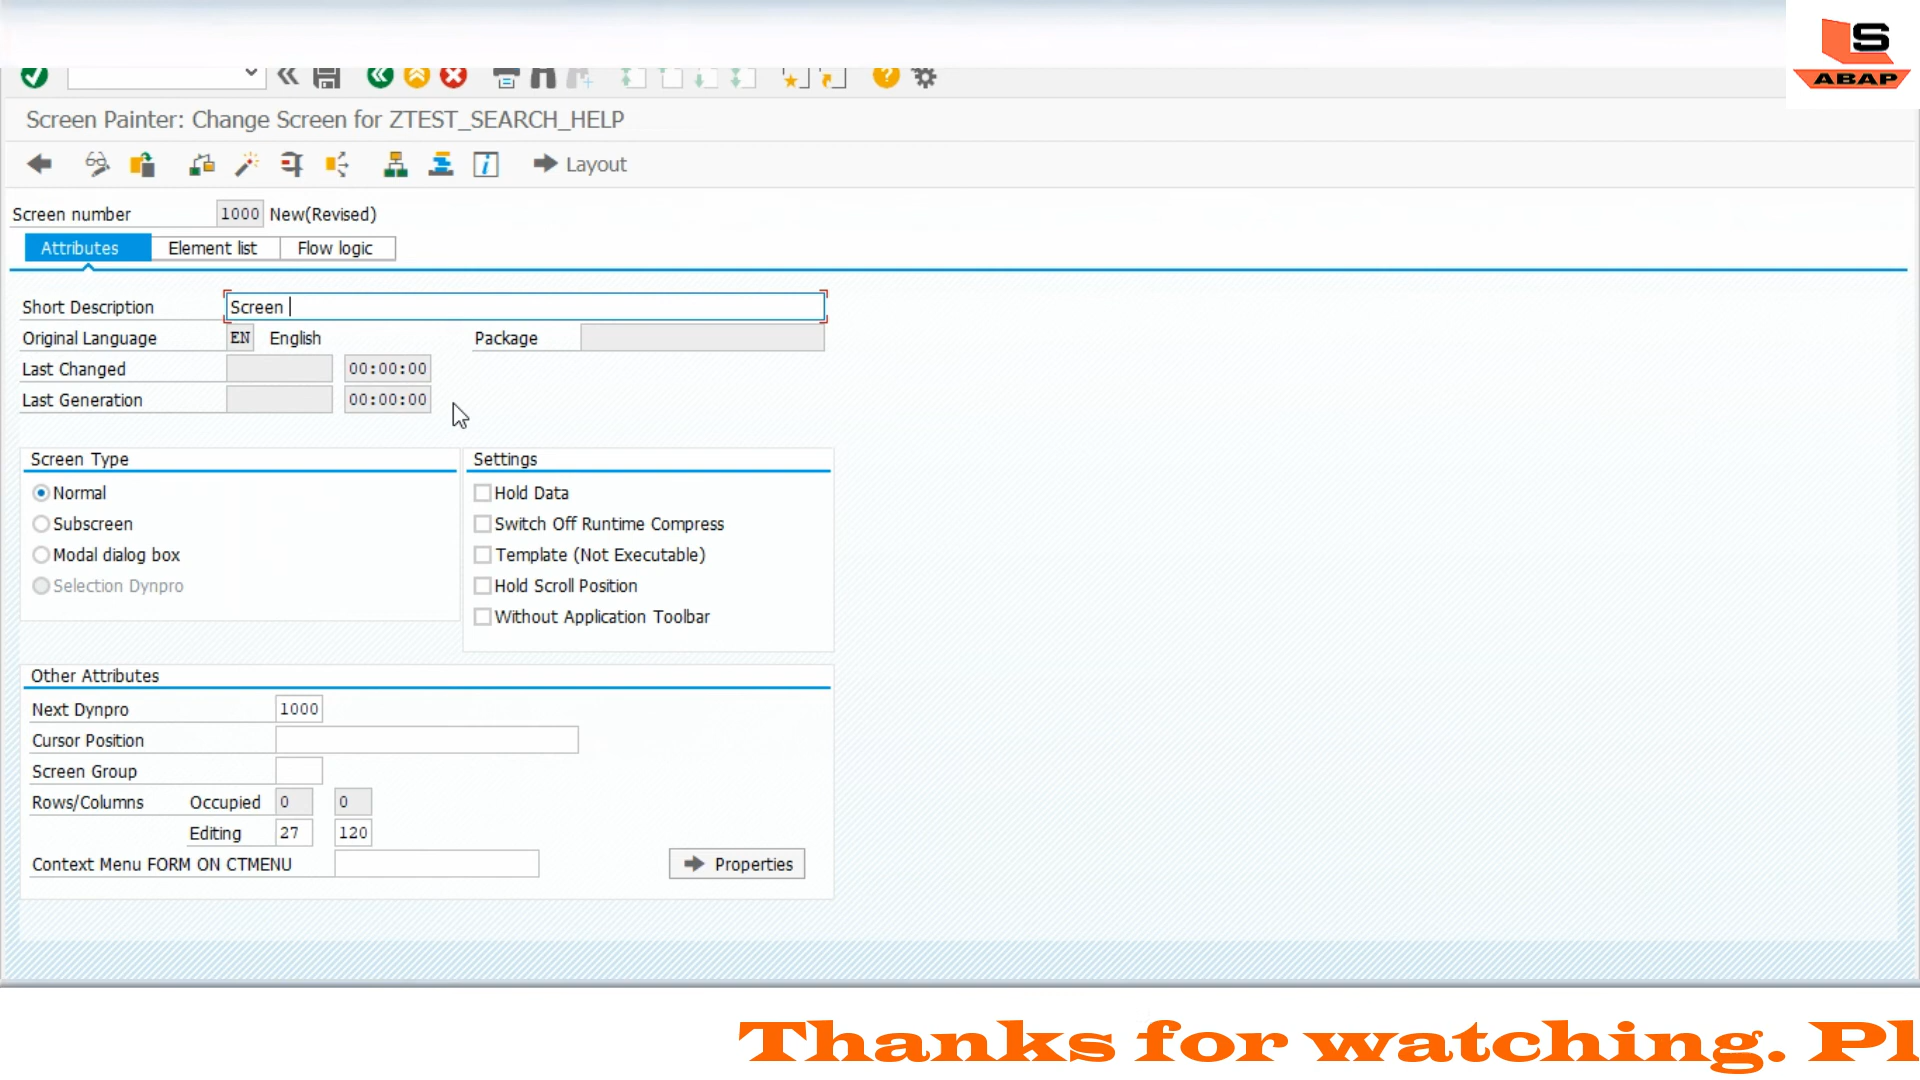 S
ABAP
Screen Painter: Change Screen for ZTEST_SEARCH_HELP
Layout
Screen number 1000 New(Revised)
Attributes Element list Flow logic
Short Description Screen
Original Language EN English Package
Last Changed 00:00:00
Last Generation 00:00:00
Screen Type
Normal
Subscreen
Modal dialog box
Selection Dynpro
Settings
Hold Data
Switch Off Runtime Compress
Template (Not Executable)
Hold Scroll Position
Without Application Toolbar
Other Attributes
Next Dynpro 1000
Cursor Position
Screen Group
Rows/Columns Occupied 0 0
Editing 27 120
Context Menu FORM ON CTMENU Properties
Thanks for watching. Pl